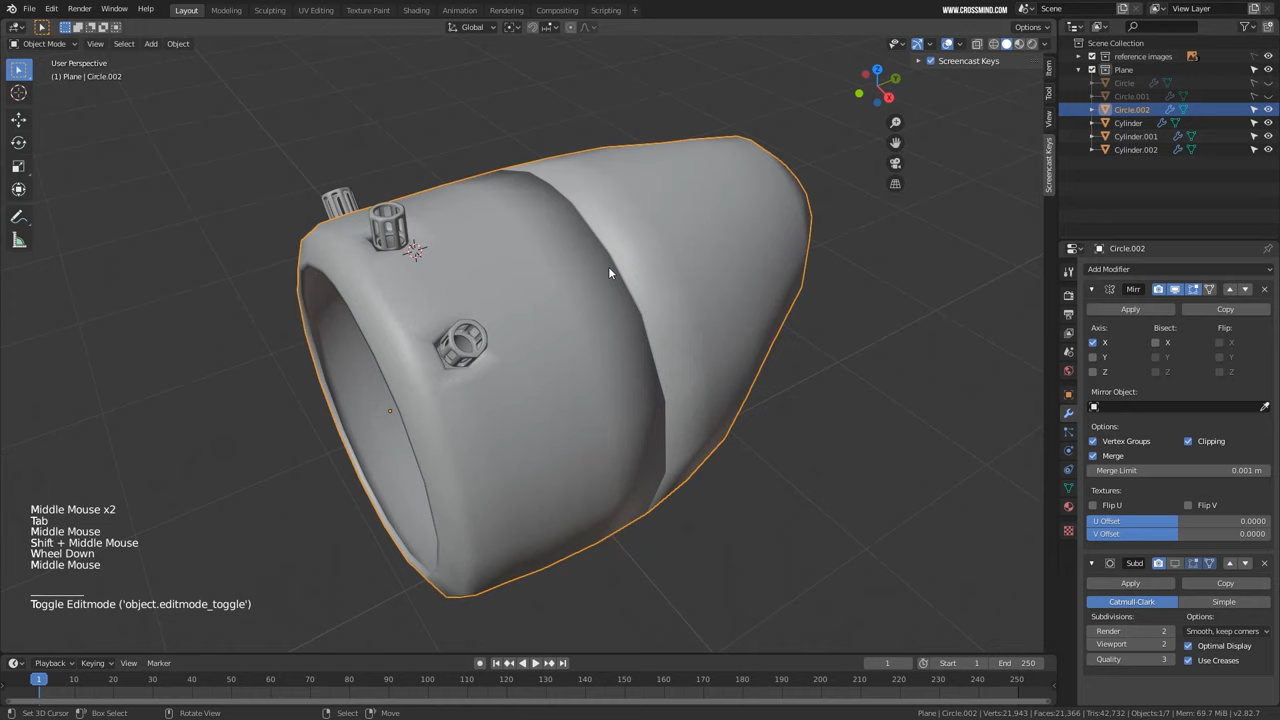 File Edit Render Window Help Layout Modeling Sculpting UV Editing Texture Paint Shading Animation Rendering Compositing Scripting + WWW.CROSSMIND.COM Scene View Layer
Global Options
Object Mode View Select Add Object
User Perspective
(1) Plane | Circle.002
Screencast Keys
Item
Tool
View
Screencast Keys
Z
Y
X
Middle Mouse x2
Tab
Middle Mouse
Shift + Middle Mouse
Wheel Down
Middle Mouse
Toggle Editmode ('object.editmode_toggle')
Scene Collection
reference images
Plane
Circle
Circle.001
Circle.002
Cylinder
Cylinder.001
Cylinder.002
Circle.002
Add Modifier
Mirr
Apply Copy
Axis: Bisect: Flip:
X X X
Y Y Y
Z Z Z
Mirror Object:
Options:
Vertex Groups Clipping
Merge
Merge Limit 0.001 m
Textures:
Flip U Flip V
U Offset 0.0000
V Offset 0.0000
Subd
Apply Copy
Catmull-Clark Simple
Subdivisions: Options:
Render 2 Smooth, keep corners
Viewport 2 Optimal Display
Quality 3 Use Creases
Playback Keying View Marker 1 Start 1 End 250
1 10 20 30 40 50 60 70 80 90 100 110 120 130 140 150 160 170 180 190 200 210 220 230 240 250
Set 3D Cursor Box Select Rotate View Select Move Plane | Circle.002 | Verts:21,943 | Faces:21,366 | Tris:42,732 | Objects:1/7 | Mem: 69.7 MiB | v2.82.7